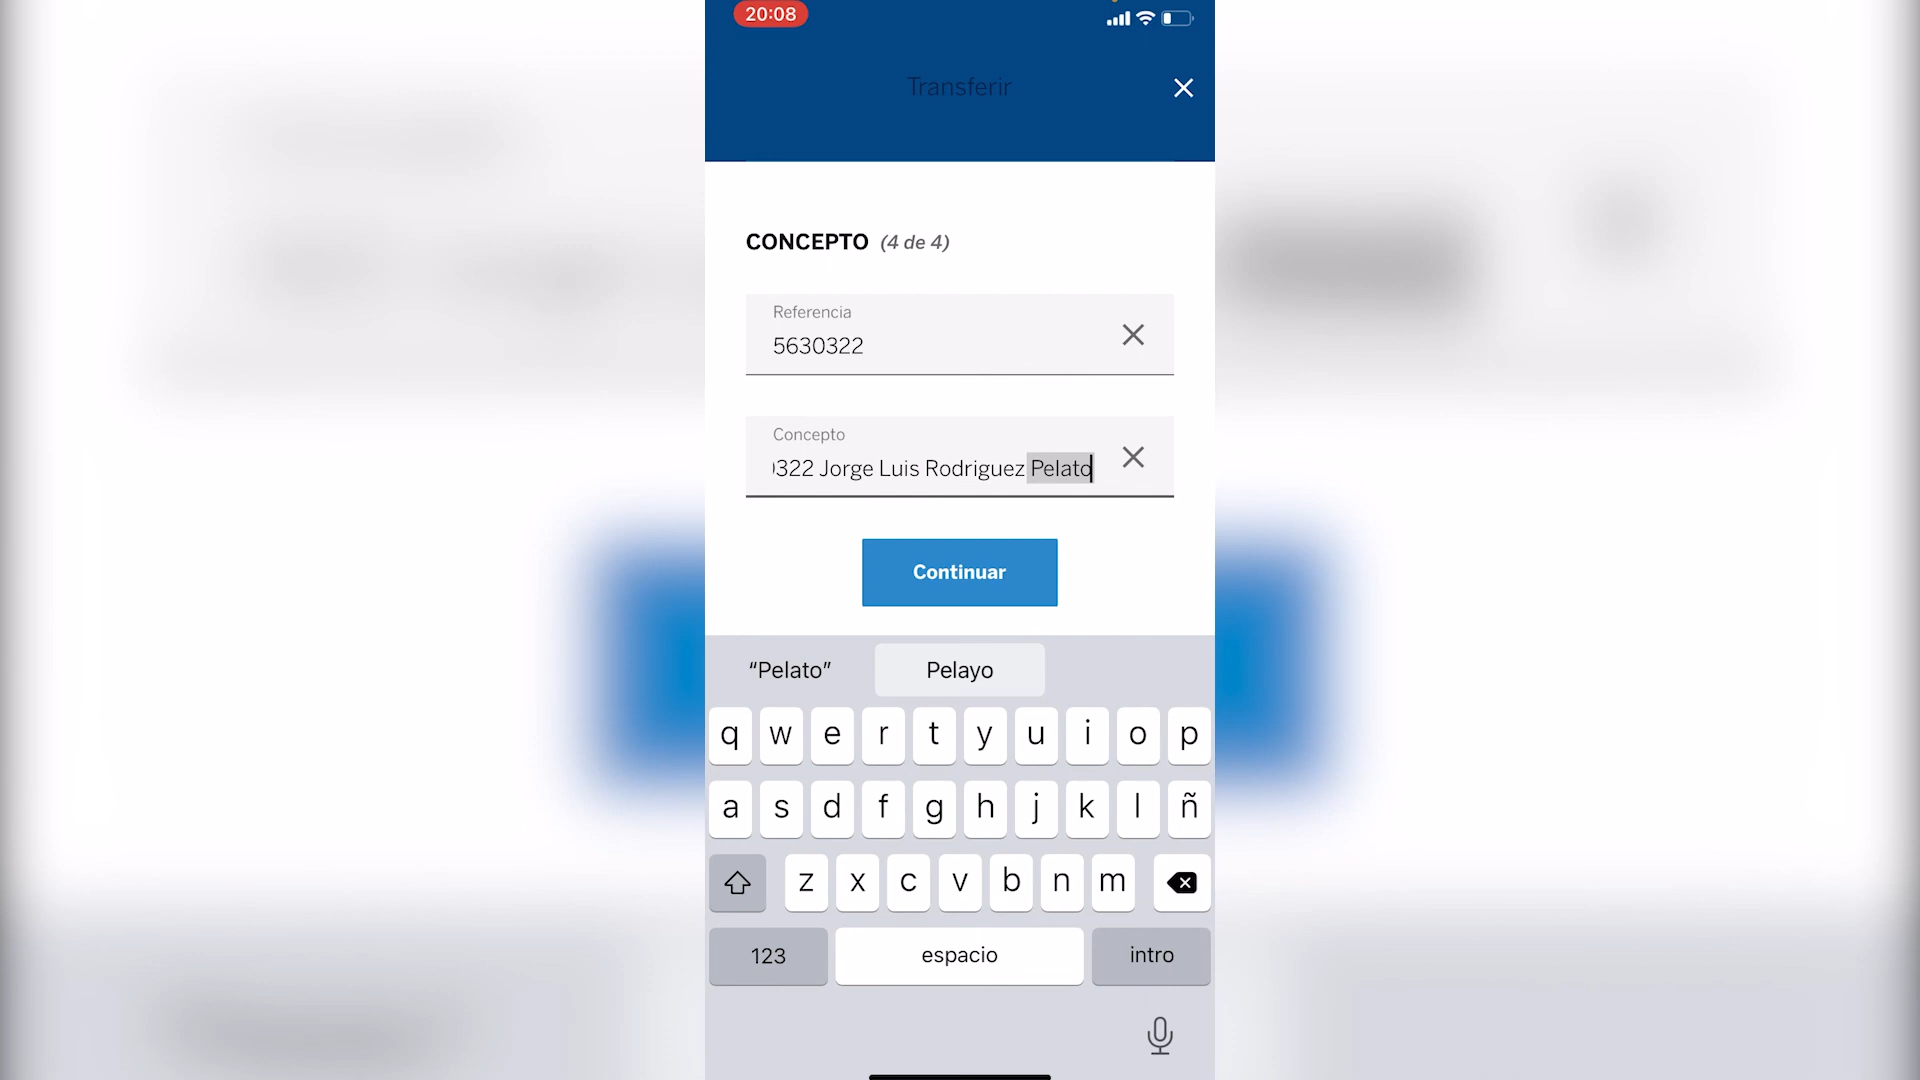 20:08
Transferir
CONCEPTO (4 de 4)
Referencia
5630322
Concepto
0322 Jorge Luis Rodriguez Pelato
Continuar
“Pelato” Pelayo
q w e r t y u i o p
a s d f g h j k l ñ
z x c v b n m
123 espacio intro